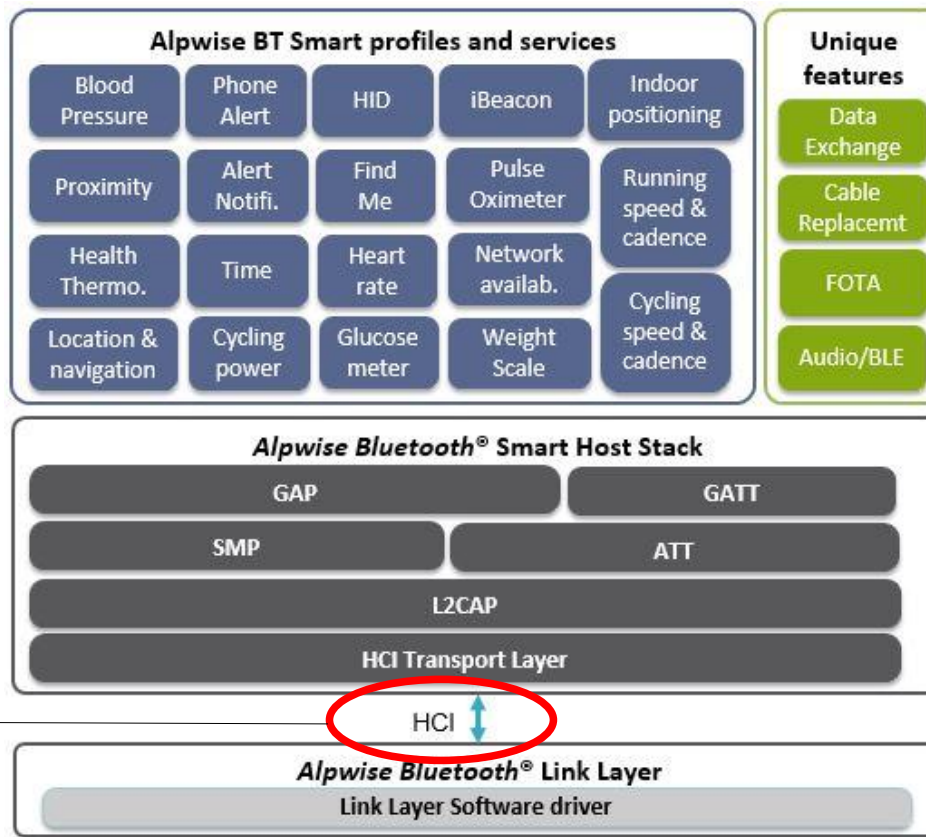 Alpwise BT Smart profiles and services
Blood
Pressure
Phone
Alert
HID
iBeacon
Indoor
positioning
Proximity
Alert
Notifi.
Find
Me
Pulse
Oximeter
Running
speed &
cadence
Health
Thermo.
Time
Heart
rate
Network
availab.
Cycling
speed &
cadence
Location &
navigation
Cycling
power
Glucose
meter
Weight
Scale
Unique
features
Data
Exchange
Cable
Replacemt
FOTA
Audio/BLE
Alpwise Bluetooth® Smart Host Stack
GAP
GATT
SMP
ATT
L2CAP
HCI Transport Layer
HCI
Alpwise Bluetooth® Link Layer
Link Layer Software driver